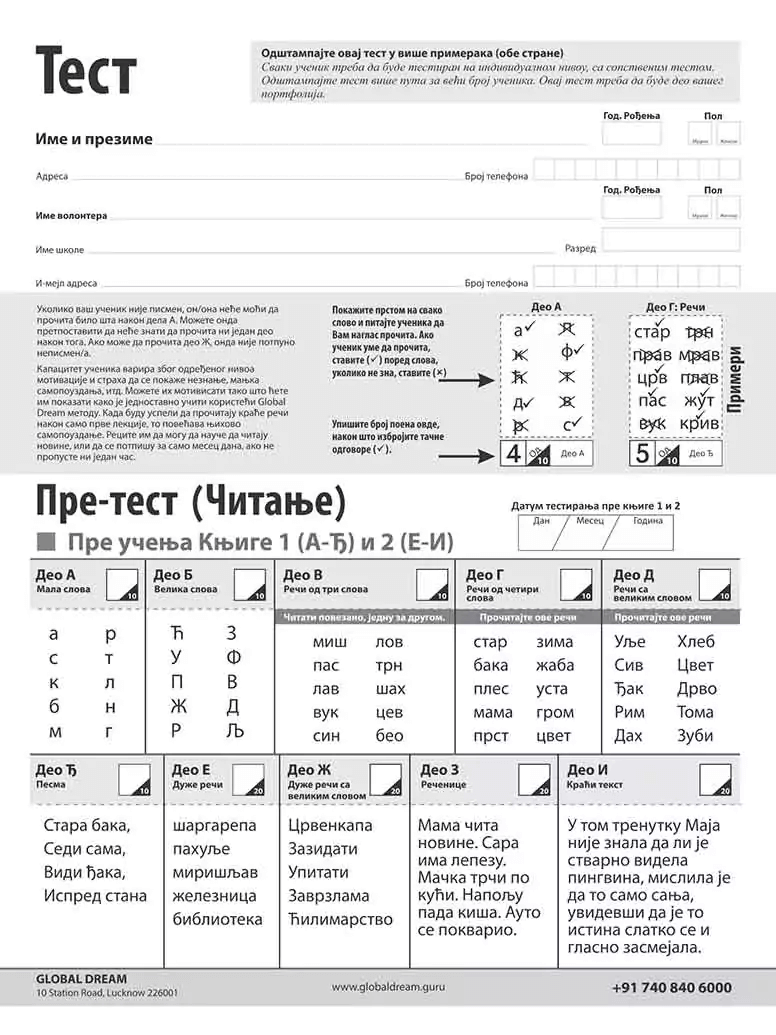 Тест
Одштампајте овај тест у више примерака (обе стране)
Сваки ученик треба да буде тестиран на индивидуалном нивоу, са сопственим тестом.
Одштампајте тест више пута за већи број ученика. Овај тест треба да буде део вашег
портфолија.
Год. Рођења Пол
Име и презиме
Мушки Женски
Адреса Број телефона
Год. Рођења Пол
Име волонтера
Мушки Женски
Име школе Разред
И-мејл адреса Број телефона
Уколико ваш ученик није писмен, он/она неће моћи да
прочита било шта након дела А. Можете онда
претпоставити да неће знати да прочита ни један део
након тога. Ако може да прочита део Ж, онда није потпуно
неписмен/а.
Капацитет ученика варира због одређеног нивоа
мотивације и страха да се покаже незнање, мањка
самопоуздања, итд. Можете их мотивисати тако што ћете
им показати како је једноставно учити користећи Global
Dream методу. Када буду успели да прочитају краће речи
након само прве лекције, то повећава њихово
самопоуздање. Реците им да могу да науче да читају
новине, или да се потпишу за само месец дана, ако не
пропусте ни један час.
Покажите прстом на свако
слово и питајте ученика да
Вам наглас прочита. Ако
ученик уме да прочита,
ставите (✓) поред слова,
уколико не зна, ставите (×)
Упишите број поена овде,
након што избројите тачне
одговоре (✓).
Део А
а✓ л
ж ф✓
ћ т
д✓ в
р с✓
4 10 Део А
Део Г: Речи
стар трн
прав мрав
црв плав
пас жут
вук крив
5 10 Део Ђ
Примери
Пре-тест (Читање)
Пре учења Књиге 1 (А-Ђ) и 2 (Е-И)
Датум тестирања пре књиге 1 и 2
Дан Месец Година
Део А
Мала слова
10
а р
с т
к л
б н
м г
Део Б
Велика слова
10
Ћ З
У Ф
П В
Ж Д
Р Љ
Део В
Речи од три слова
10
Читати повезано, једну за другом.
миш лов
пас трн
лав шах
вук цев
син бео
Део Г
Речи од четири
слова
10
Прочитајте ове речи
стар зима
бака жаба
плес уста
мама гром
прст цвет
Део Д
Речи са
великим словом
10
Прочитајте ове речи
Уље Хлеб
Сив Цвет
Ђак Дрво
Рим Тома
Дах Зуби
Део Ђ
Песма
10
Стара бака,
Седи сама,
Види ђака,
Испред стана
Део Е
Дуже речи
20
шаргарепа
пахуље
миришљав
железница
библиотека
Део Ж
Дуже речи са
великим словом
20
Црвенкапа
Зазидати
Упитати
Заврзлама
Ћилимарство
Део З
Реченице
20
Мама чита
новине. Сара
има лепезу.
Мачка трчи по
кући. Напољу
пада киша. Ауто
се покварио.
Део И
Краћи текст
20
У том тренутку Маја
није знала да ли је
стварно видела
пингвина, мислила је
да то само сања,
увидевши да је то
истина слатко се и
гласно засмејала.
GLOBAL DREAM
10 Station Road, Lucknow 226001
www.globaldream.guru
+91 740 840 6000